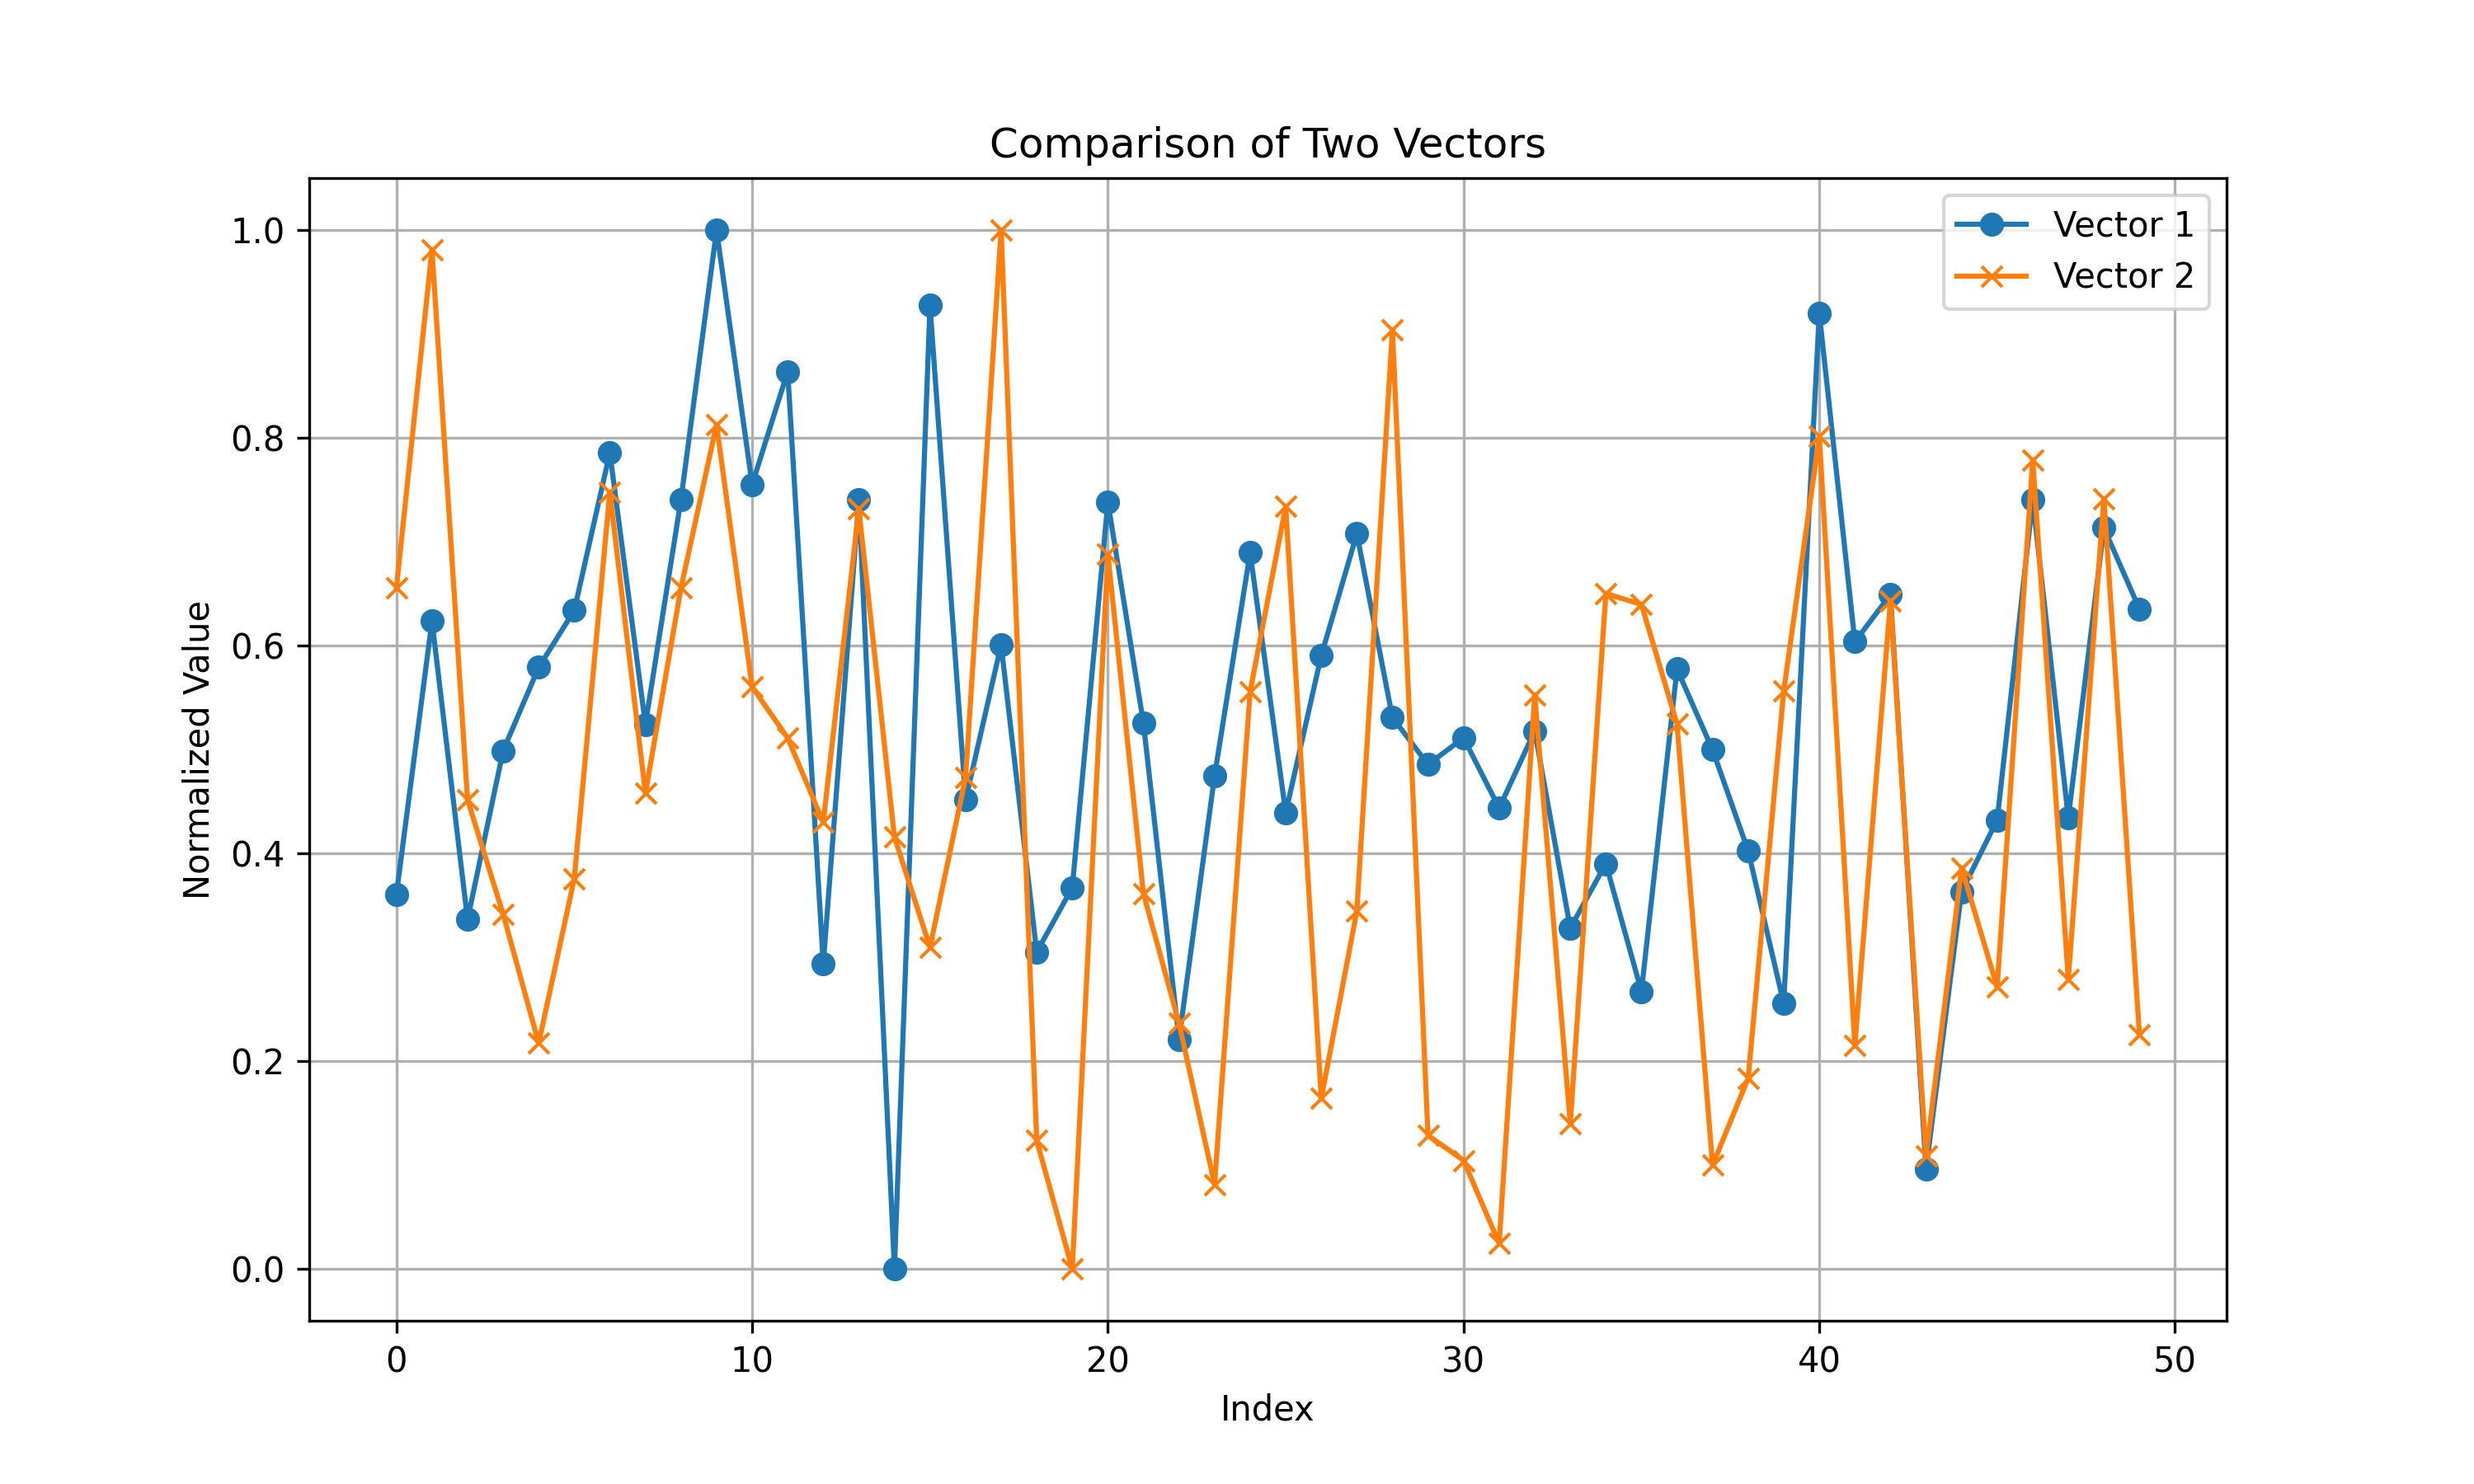 Comparison of Two Vectors
Vector 1
Vector 2
Normalized Value
1.0
0.8
0.6
0.4
0.2
0.0
0 10 20 30 40 50
Index